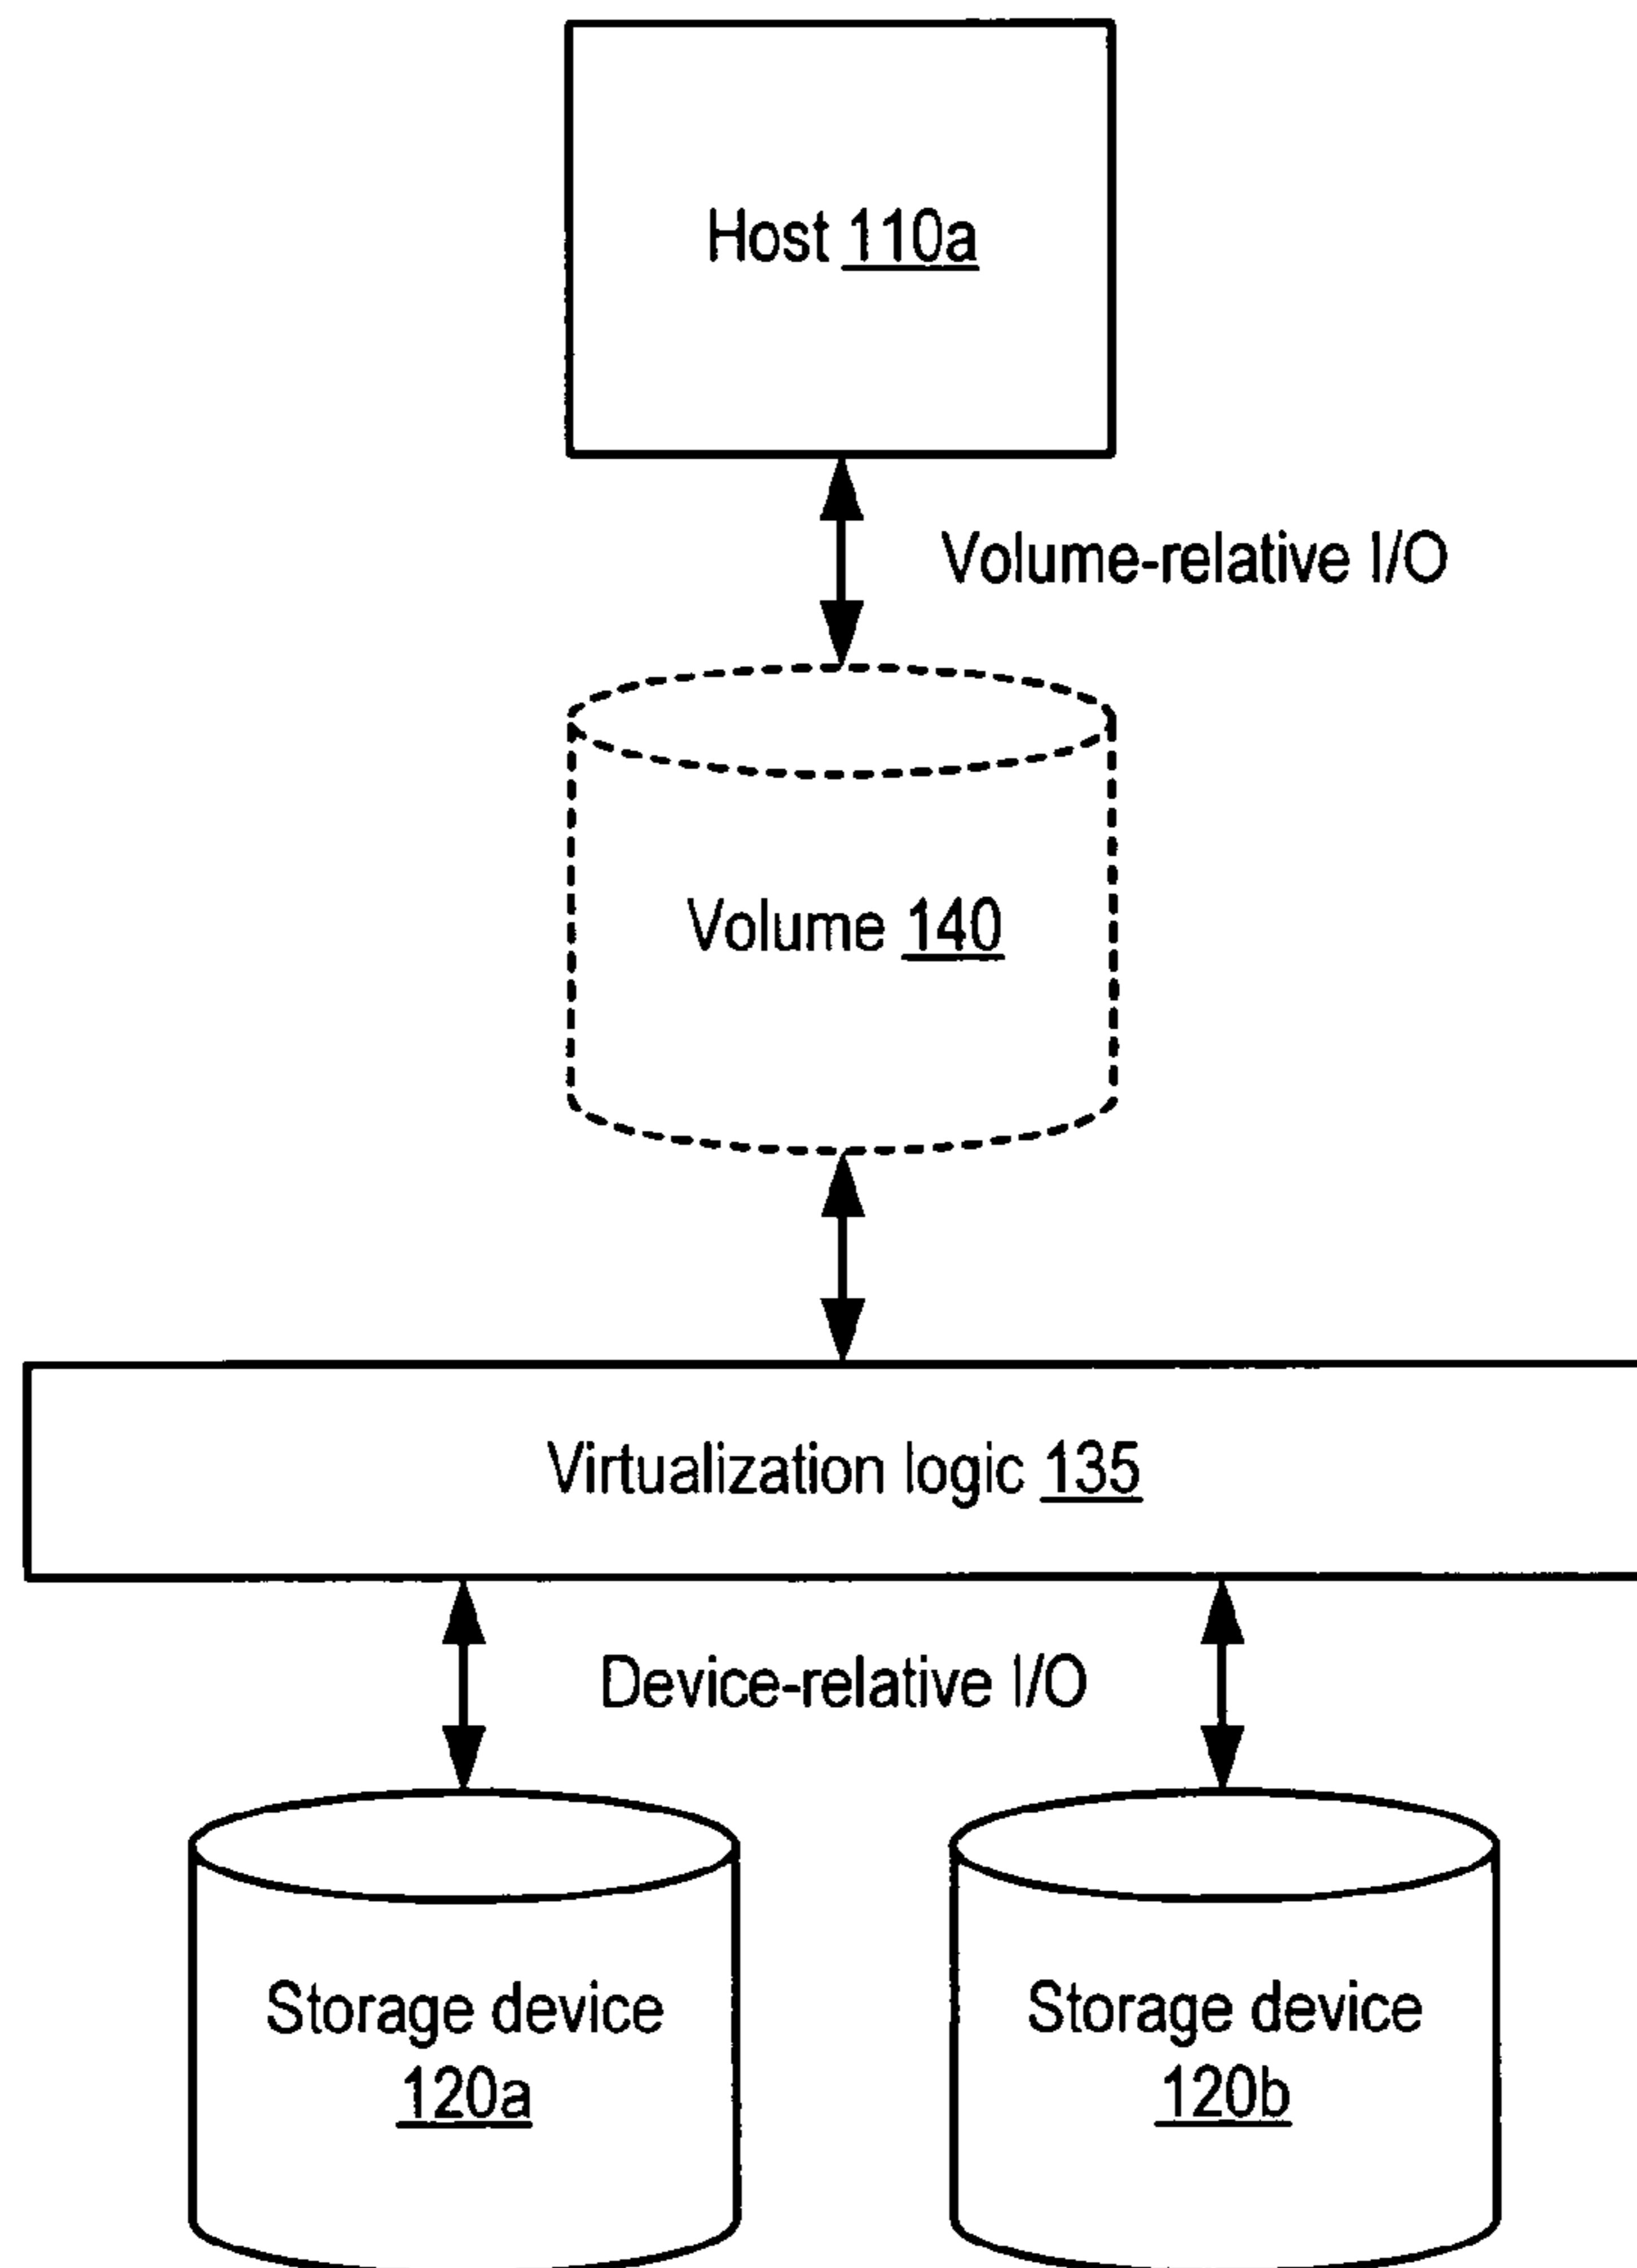 Host 110a
Volume-relative I/O
Volume 140
Virtualization logic 135
Device-relative I/O
Storage device
120a
Storage device
120b